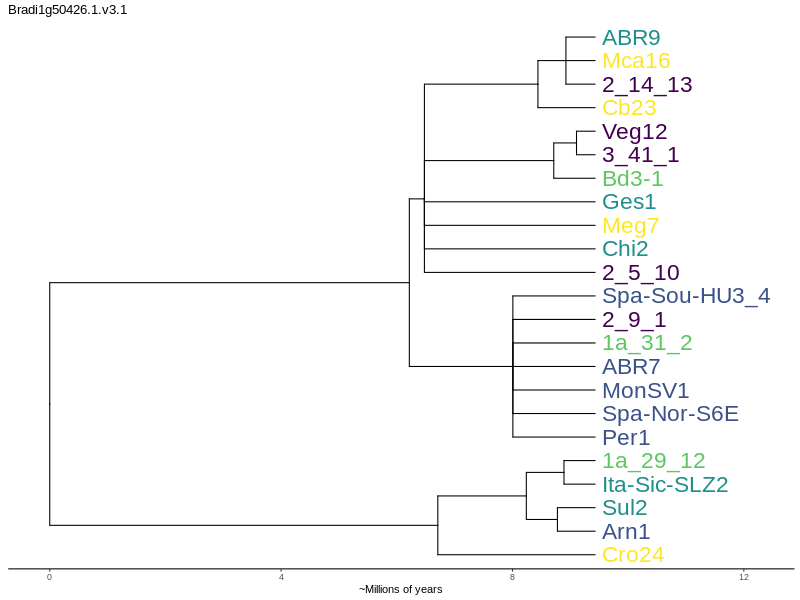 Bradi1g50426.1.v3.1
ABR9
Mca16
2_14_13
Cb23
Veg12
3_41_1
Bd3-1
Ges1
Meg7
Chi2
2_5_10
Spa-Sou-HU3_4
2_9_1
1a_31_2
ABR7
MonSV1
Spa-Nor-S6E
Per1
1a_29_12
Ita-Sic-SLZ2
Sul2
Arn1
Cro24
0 4 8 12
~Millions of years